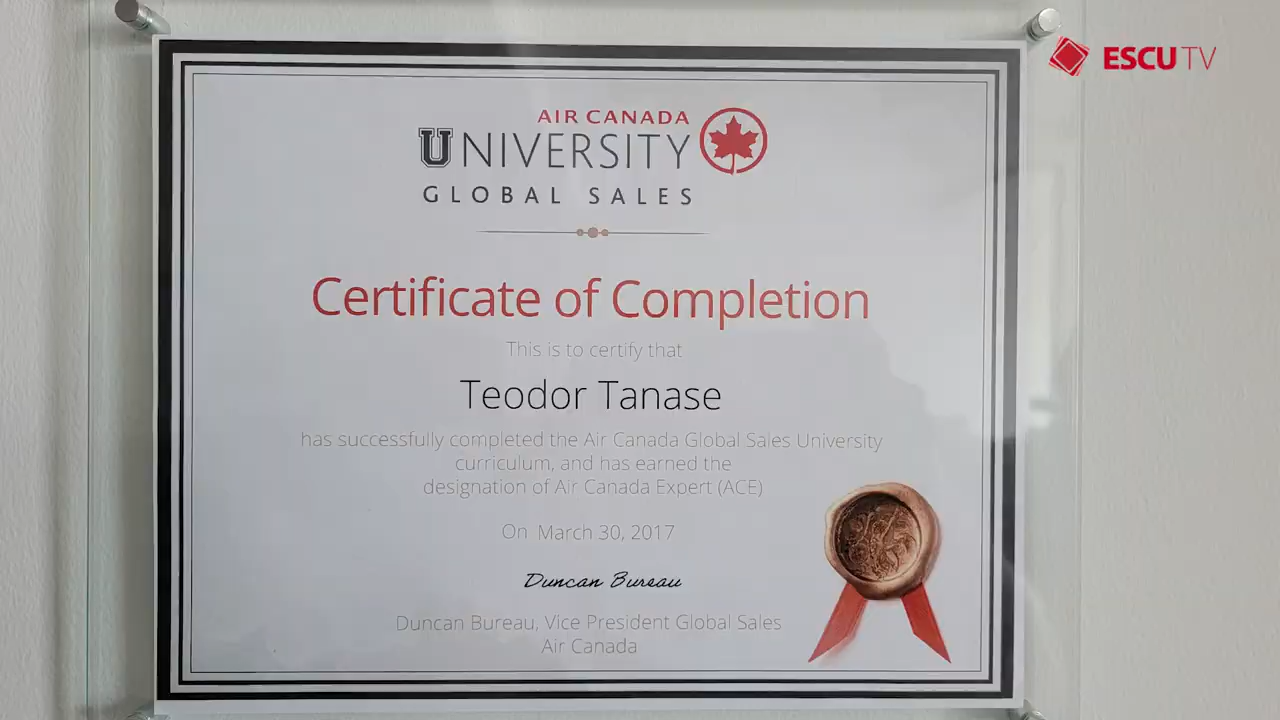 ESCU TV
AIR CANADA
UNIVERSITY
GLOBAL SALES
Certificate of Completion
This is to certify that
Teodor Tanase
has successfully completed the Air Canada Global Sales University
curriculum, and has earned the
designation of Air Canada Expert (ACE)
On March 30, 2017
Duncan Bureau
Duncan Bureau, Vice President Global Sales
Air Canada